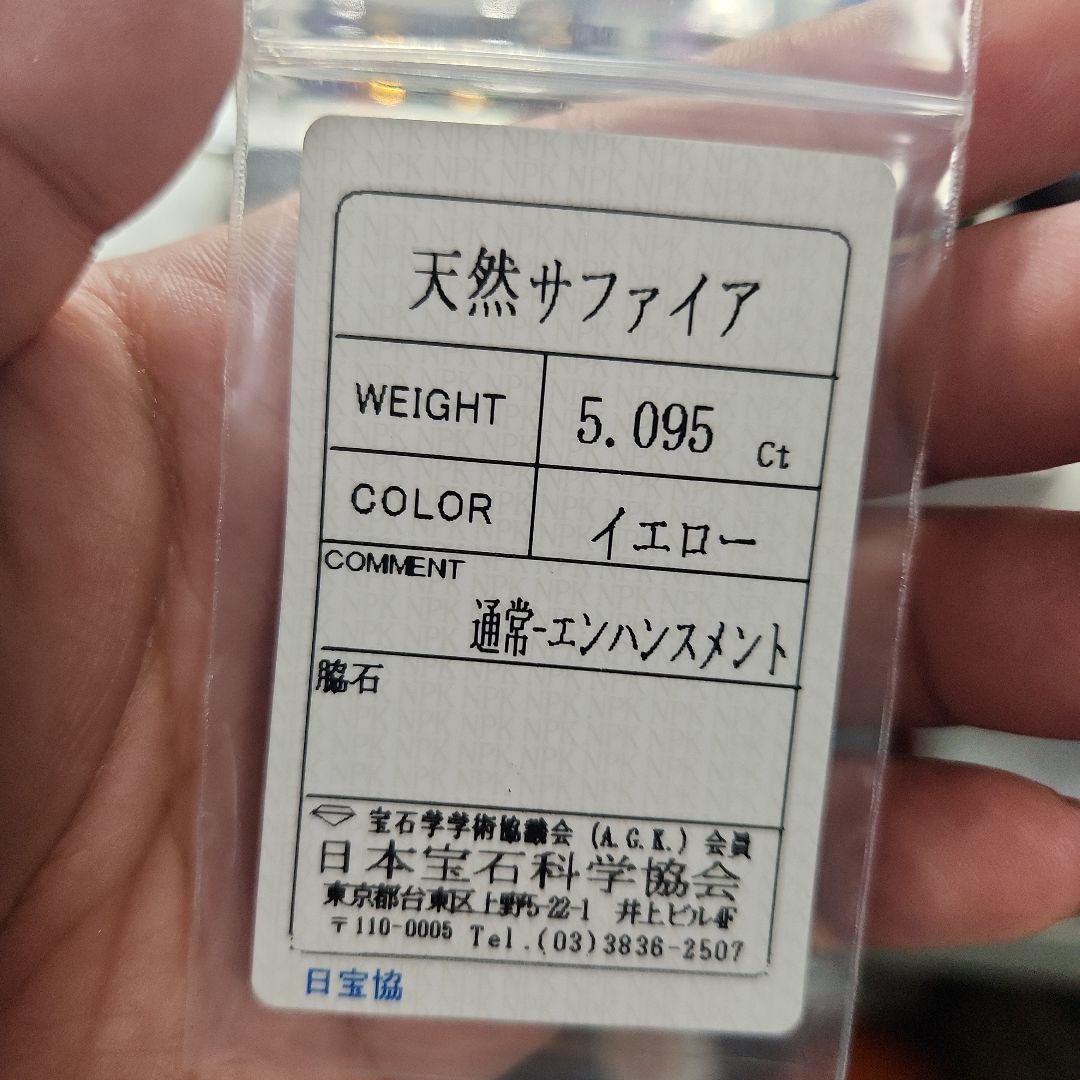 天然サファイア
WEIGHT 5.095 Ct
COLOR イエロー
COMMENT
通常-エンハンスメント
脇石
宝石学学術協議会 (A.G.K.) 会員
日本宝石科学協会
東京都台東区上野5-22-1 井上ビル4F
〒110-0005 Tel.(03)3836-2507
日宝協